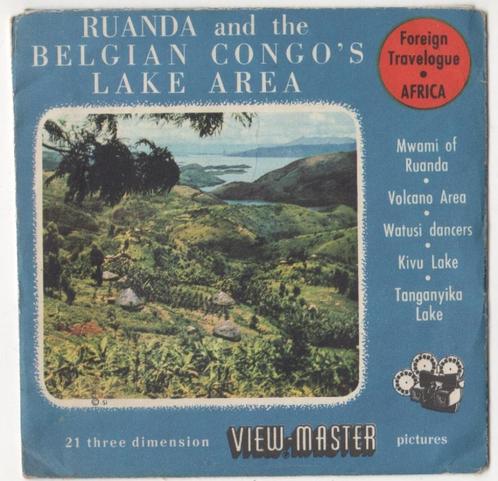 RUANDA and the
BELGIAN CONGO'S
LAKE AREA
Foreign
Travelogue
•
AFRICA
Mwami of
Ruanda
•
Volcano Area
•
Watusi dancers
•
Kivu Lake
•
Tanganyika
Lake
21 three dimension VIEW-MASTER pictures